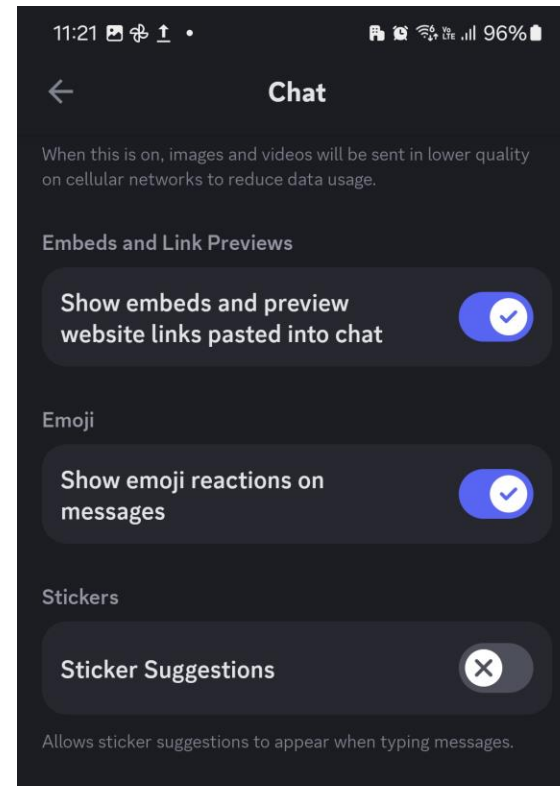 11:21 VoLTE 96%
Chat
When this is on, images and videos will be sent in lower quality
on cellular networks to reduce data usage.
Embeds and Link Previews
Show embeds and preview
website links pasted into chat
Emoji
Show emoji reactions on
messages
Stickers
Sticker Suggestions
Allows sticker suggestions to appear when typing messages.